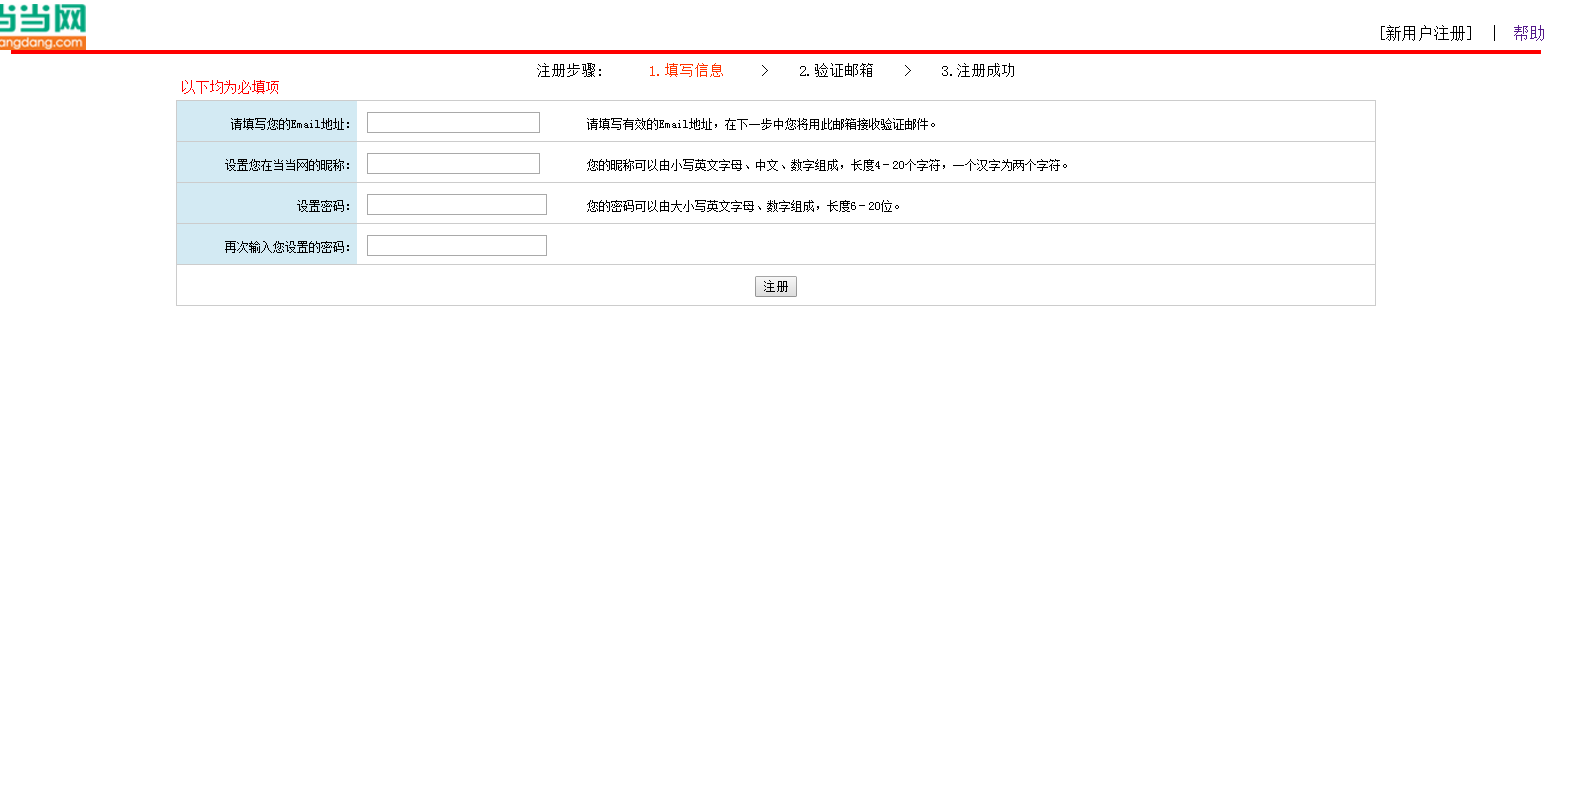 当当网
angdang.com
[新用户注册] | 帮助
注册步骤: 1.填写信息 > 2.验证邮箱 > 3.注册成功
以下均为必填项
请填写您的Email地址: 请填写有效的Email地址，在下一步中您将用此邮箱接收验证邮件。
设置您在当当网的昵称: 您的昵称可以由小写英文字母、中文、数字组成，长度4－20个字符，一个汉字为两个字符。
设置密码: 您的密码可以由大小写英文字母、数字组成，长度6－20位。
再次输入您设置的密码:
注册